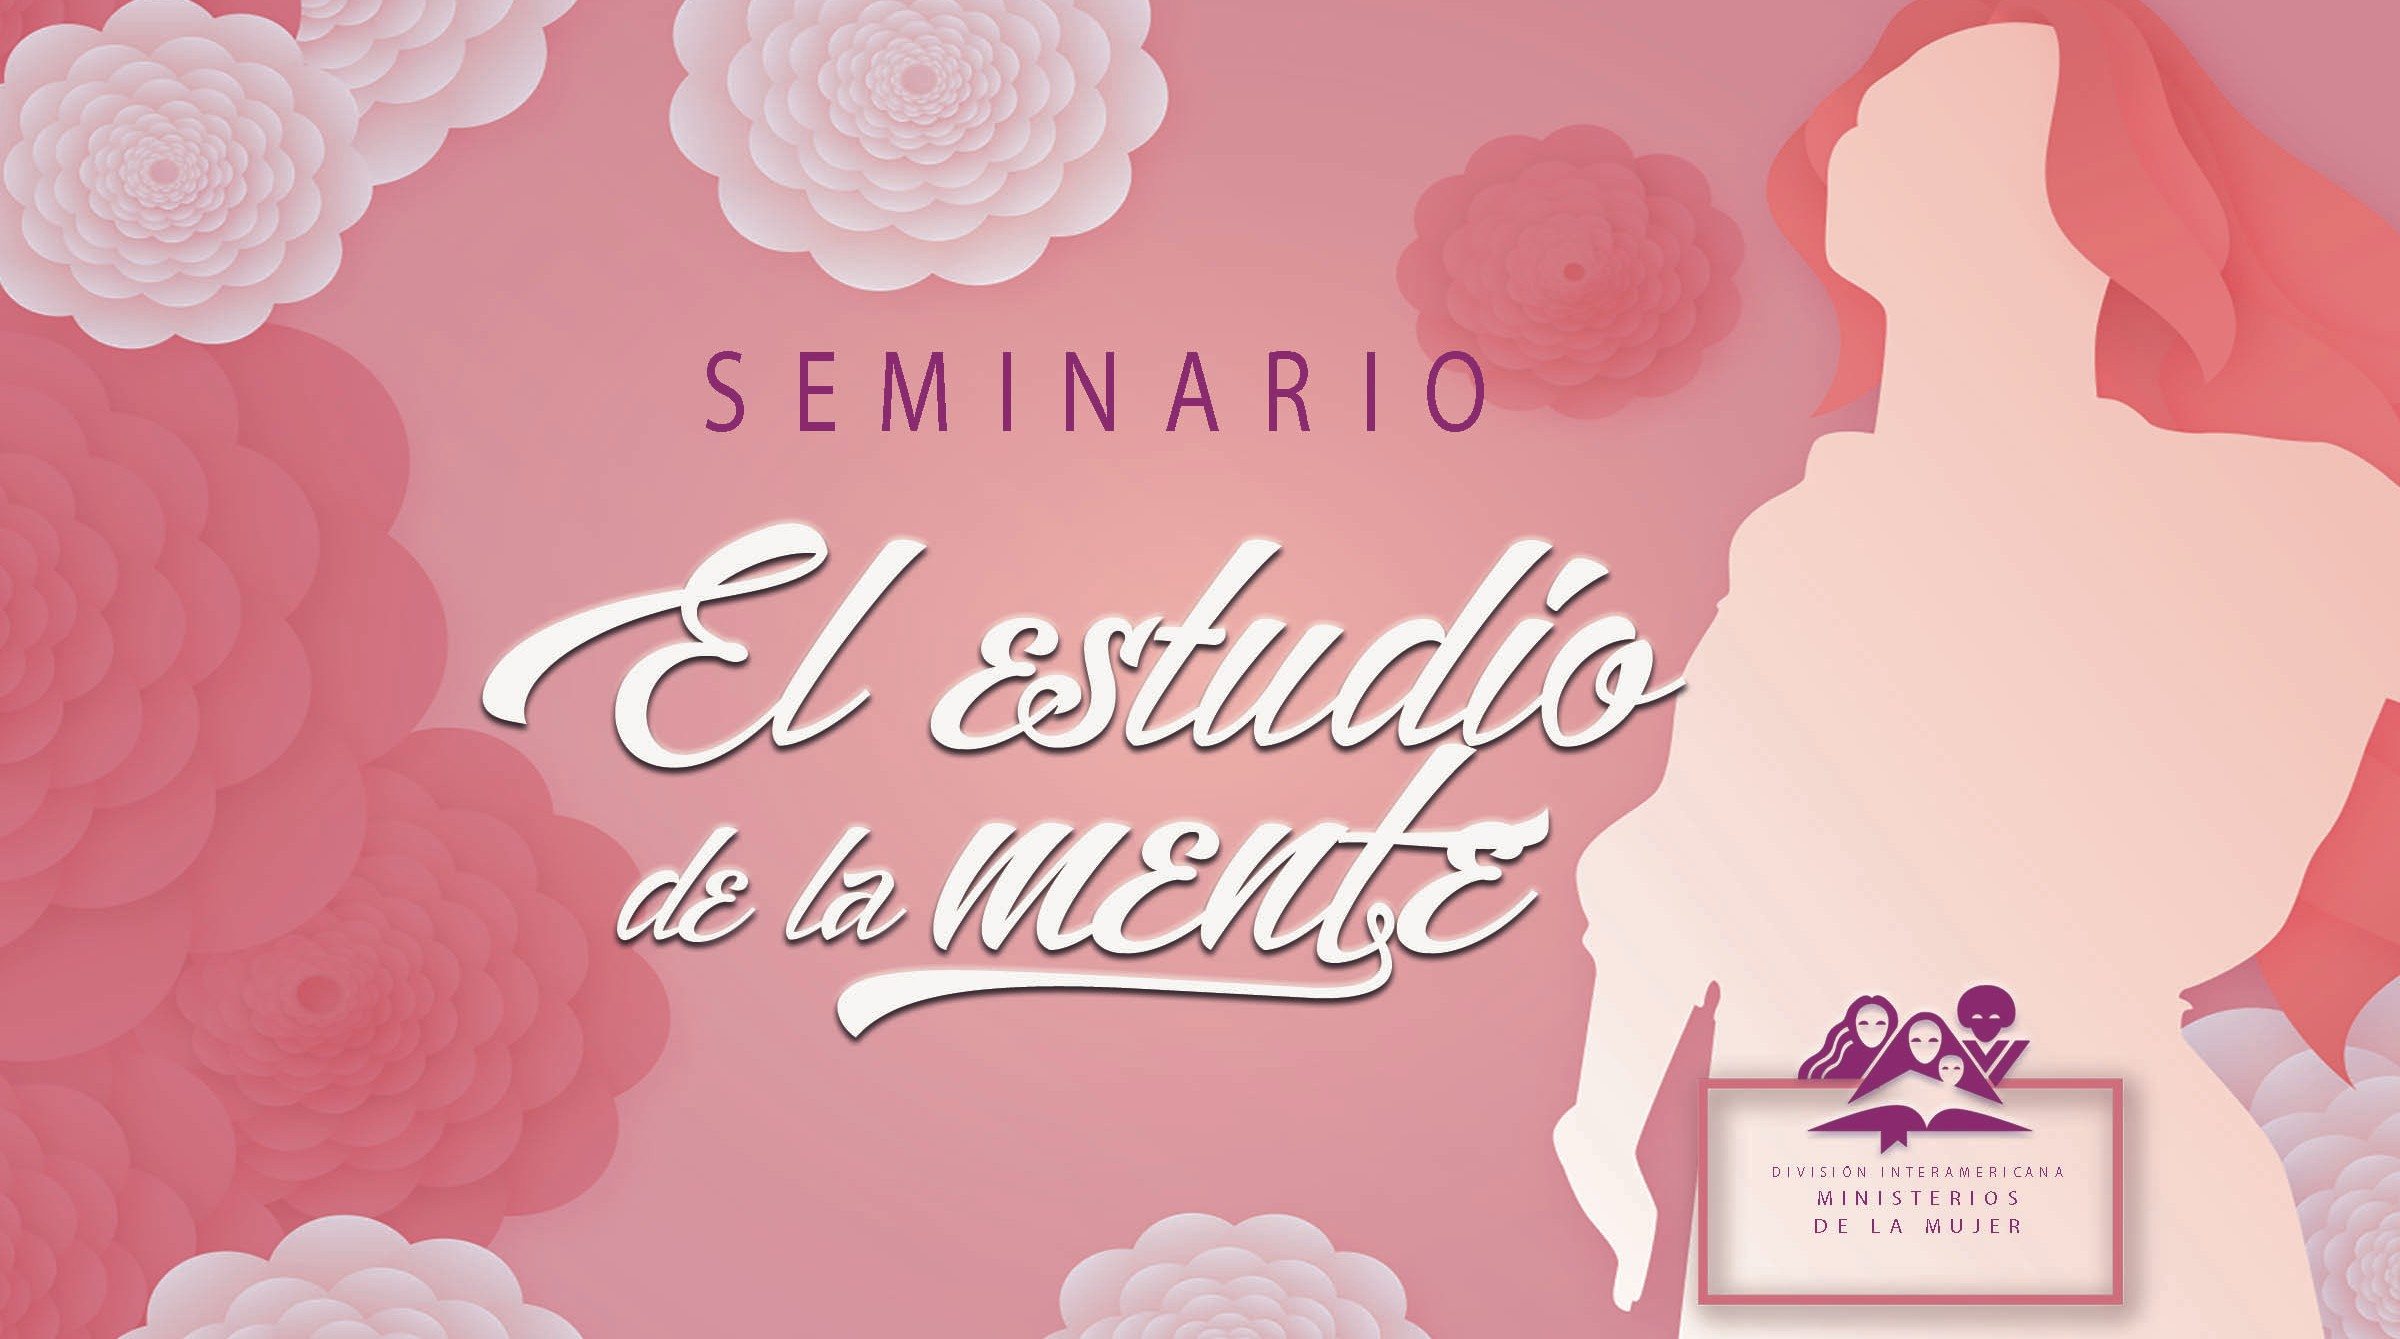 SEMINARIO
El estudio
de la mente
DIVISIÓN INTERAMERICANA
MINISTERIOS
DE LA MUJER